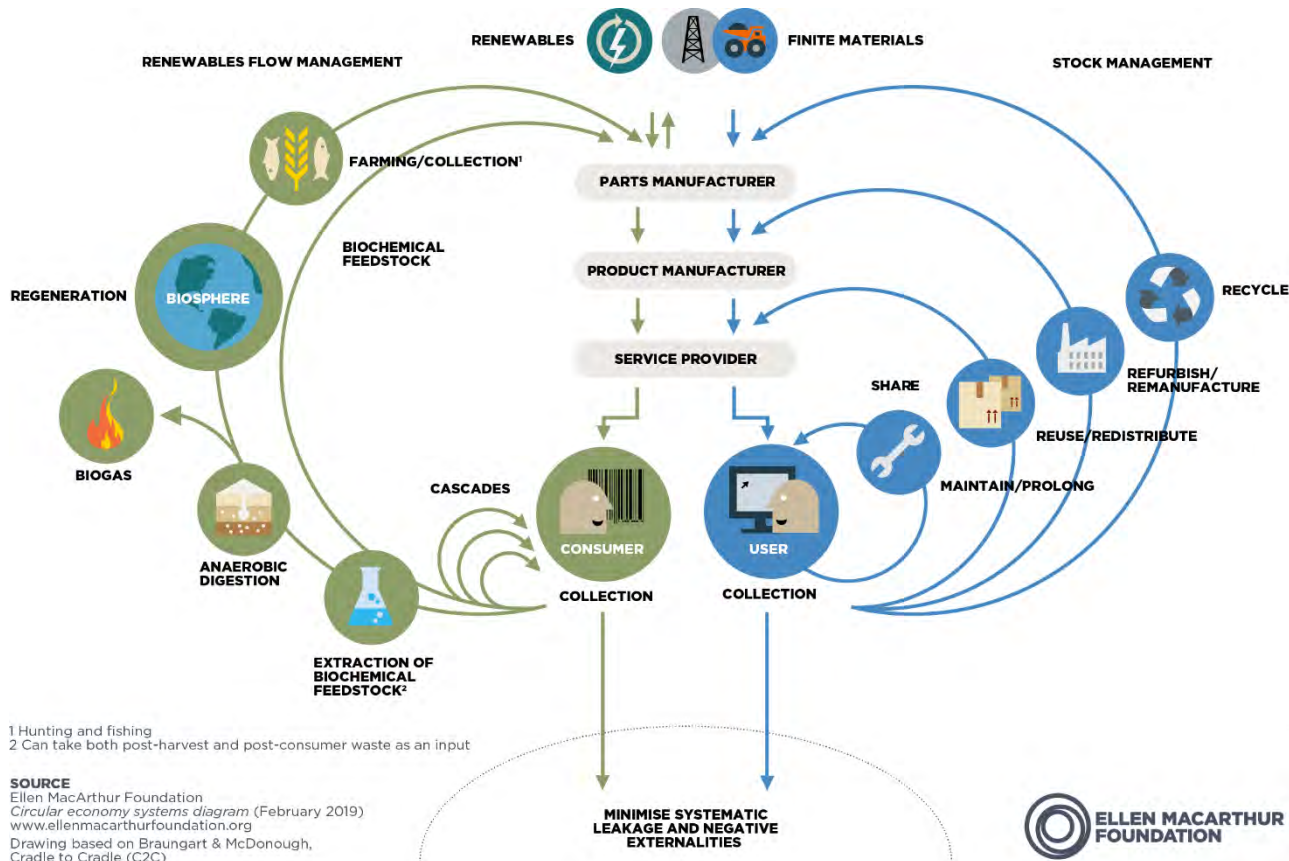 RENEWABLES
FINITE MATERIALS
RENEWABLES FLOW MANAGEMENT
STOCK MANAGEMENT
FARMING/COLLECTION¹
PARTS MANUFACTURER
BIOCHEMICAL
FEEDSTOCK
PRODUCT MANUFACTURER
REGENERATION
BIOSPHERE
RECYCLE
SERVICE PROVIDER
REFURBISH/
REMANUFACTURE
SHARE
REUSE/REDISTRIBUTE
BIOGAS
CASCADES
MAINTAIN/PROLONG
CONSUMER
USER
ANAEROBIC
DIGESTION
COLLECTION
COLLECTION
EXTRACTION OF
BIOCHEMICAL
FEEDSTOCK²
1 Hunting and fishing
2 Can take both post-harvest and post-consumer waste as an input
SOURCE
Ellen MacArthur Foundation
Circular economy systems diagram (February 2019)
www.ellenmacarthurfoundation.org
Drawing based on Braungart & McDonough,
Cradle to Cradle (C2C)
MINIMISE SYSTEMATIC
LEAKAGE AND NEGATIVE
EXTERNALITIES
ELLEN MACARTHUR
FOUNDATION